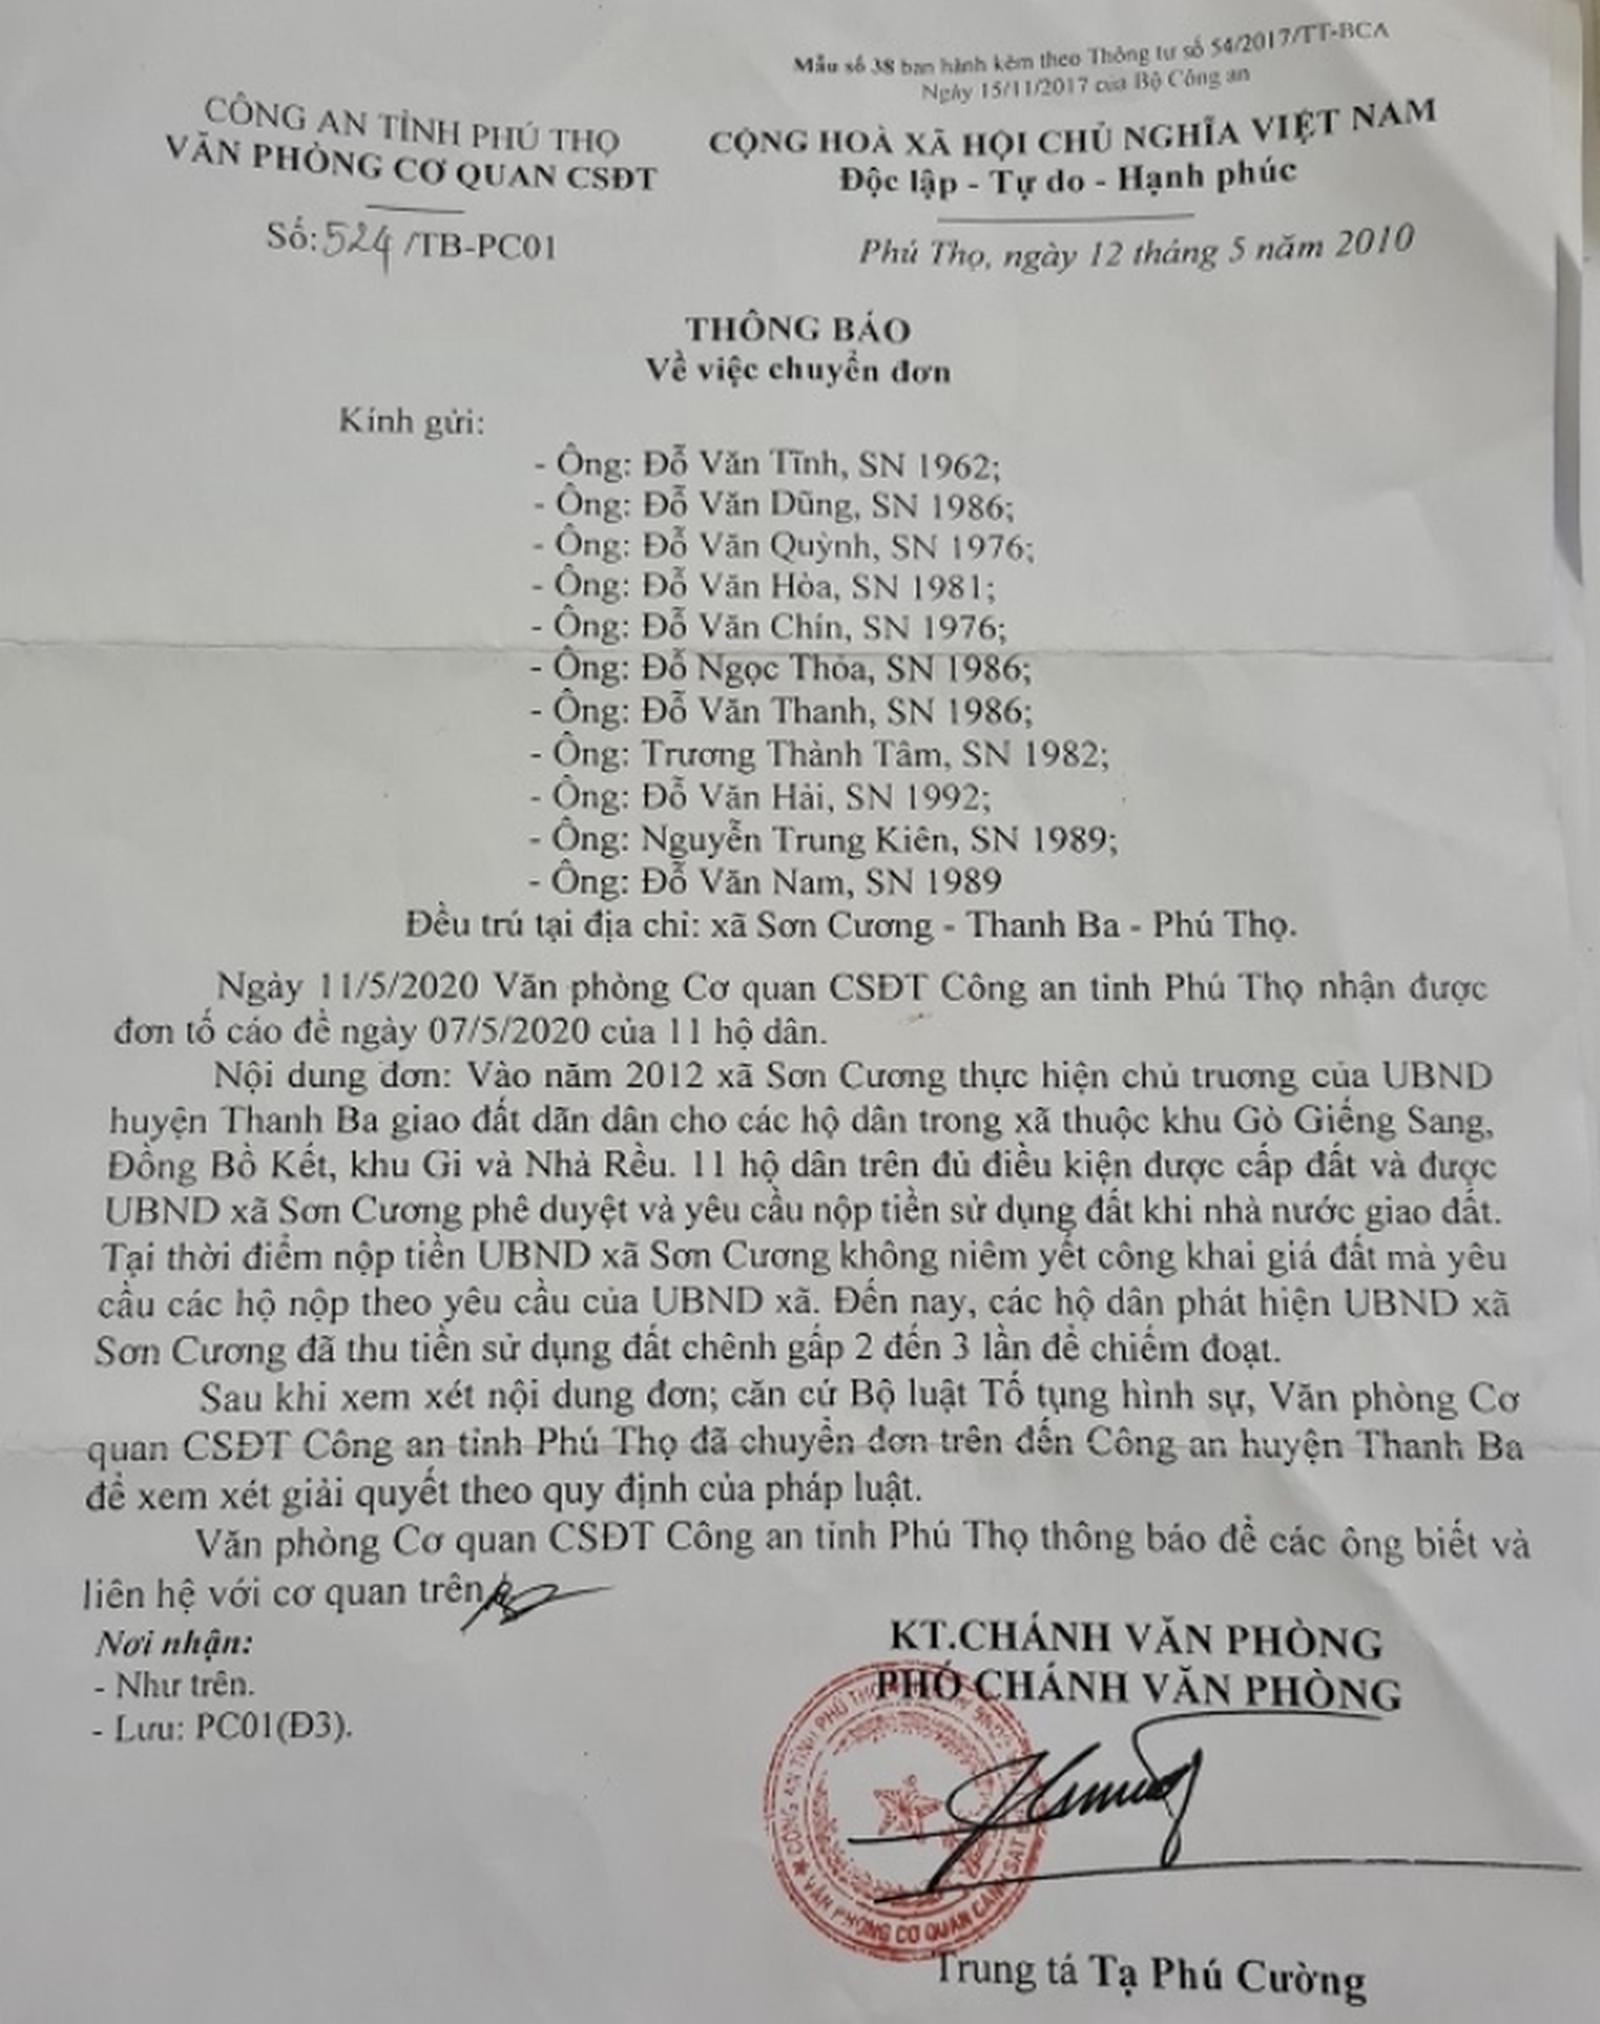 Mẫu số 38 ban hành kèm theo Thông tư số 54/2017/TT-BCA
Ngày 15/11/2017 của Bộ Công an
CÔNG AN TỈNH PHÚ THỌ
VĂN PHÒNG CƠ QUAN CSĐT
CỘNG HOÀ XÃ HỘI CHỦ NGHĨA VIỆT NAM
Độc lập - Tự do - Hạnh phúc
Số: 524 /TB-PC01
Phú Thọ, ngày 12 tháng 5 năm 2010
THÔNG BÁO
Về việc chuyển đơn
Kính gửi:
- Ông: Đỗ Văn Tĩnh, SN 1962;
- Ông: Đỗ Văn Dũng, SN 1986;
- Ông: Đỗ Văn Quỳnh, SN 1976;
- Ông: Đỗ Văn Hòa, SN 1981;
- Ông: Đỗ Văn Chín, SN 1976;
- Ông: Đỗ Ngọc Thỏa, SN 1986;
- Ông: Đỗ Văn Thanh, SN 1986;
- Ông: Trương Thành Tâm, SN 1982;
- Ông: Đỗ Văn Hải, SN 1992;
- Ông: Nguyễn Trung Kiên, SN 1989;
- Ông: Đỗ Văn Nam, SN 1989
Đều trú tại địa chỉ: xã Sơn Cương - Thanh Ba - Phú Thọ.
Ngày 11/5/2020 Văn phòng Cơ quan CSĐT Công an tỉnh Phú Thọ nhận được
đơn tố cáo đề ngày 07/5/2020 của 11 hộ dân.
Nội dung đơn: Vào năm 2012 xã Sơn Cương thực hiện chủ truơng của UBND
huyện Thanh Ba giao đất dãn dân cho các hộ dân trong xã thuộc khu Gò Giếng Sang,
Đồng Bồ Kết, khu Gi và Nhà Rều. 11 hộ dân trên đủ điều kiện được cấp đất và được
UBND xã Sơn Cương phê duyệt và yêu cầu nộp tiền sử dụng đất khi nhà nước giao đất.
Tại thời điểm nộp tiền UBND xã Sơn Cương không niêm yết công khai giá đất mà yêu
cầu các hộ nộp theo yêu cầu của UBND xã. Đến nay, các hộ dân phát hiện UBND xã
Sơn Cương đã thu tiền sử dụng đất chênh gấp 2 đến 3 lần để chiếm đoạt.
Sau khi xem xét nội dung đơn; căn cứ Bộ luật Tố tụng hình sự, Văn phòng Cơ
quan CSĐT Công an tỉnh Phú Thọ đã chuyển đơn trên đến Công an huyện Thanh Ba
để xem xét giải quyết theo quy định của pháp luật.
Văn phòng Cơ quan CSĐT Công an tỉnh Phú Thọ thông báo để các ông biết và
liên hệ với cơ quan trên
Nơi nhận:
- Như trên.
- Lưu: PC01(Đ3).
KT.CHÁNH VĂN PHÒNG
PHÓ CHÁNH VĂN PHÒNG
CÔNG AN TỈNH PHÚ THỌ
VĂN PHÒNG CƠ QUAN CẢNH SÁT
Trung tá Tạ Phú Cường